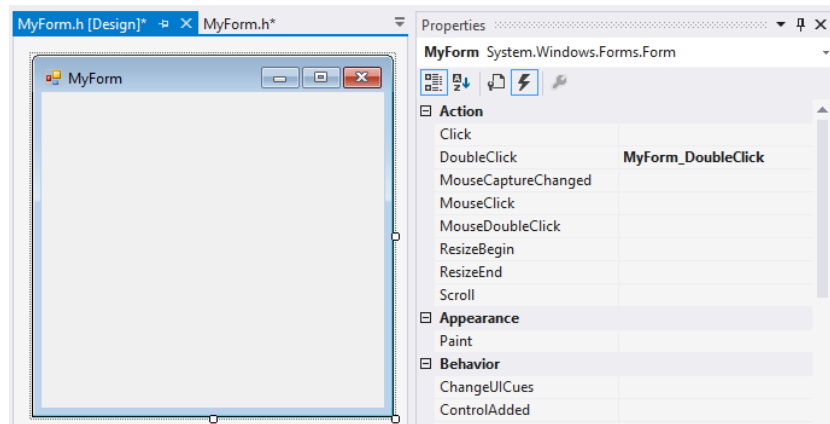 MyForm.h [Design]*
MyForm.h*
MyForm
Properties
MyForm System.Windows.Forms.Form
Action
Click
DoubleClick MyForm_DoubleClick
MouseCaptureChanged
MouseClick
MouseDoubleClick
ResizeBegin
ResizeEnd
Scroll
Appearance
Paint
Behavior
ChangeUICues
ControlAdded